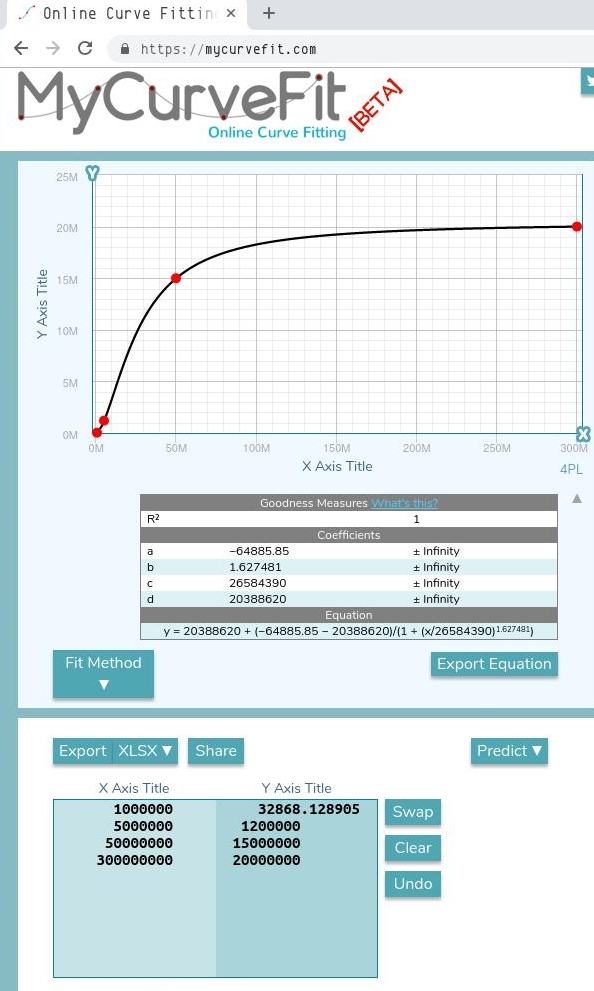 Online Curve Fittin × +
https://mycurvefit.com
MyCurveFit [BETA]
Online Curve Fitting
Y
25M
20M
15M
10M
5M
0M
Y Axis Title
0M 50M 100M 150M 200M 250M 300M
X
X Axis Title
4PL
Goodness Measures What's this?
R² 1
Coefficients
a −64885.85 ± Infinity
b 1.627481 ± Infinity
c 26584390 ± Infinity
d 20388620 ± Infinity
Equation
y = 20388620 + (−64885.85 − 20388620)/(1 + (x/26584390)^1.627481)
Fit Method ▼
Export Equation
Export XLSX ▼ Share Predict ▼
X Axis Title Y Axis Title
1000000 32868.128905
5000000 1200000
50000000 15000000
300000000 20000000
Swap
Clear
Undo